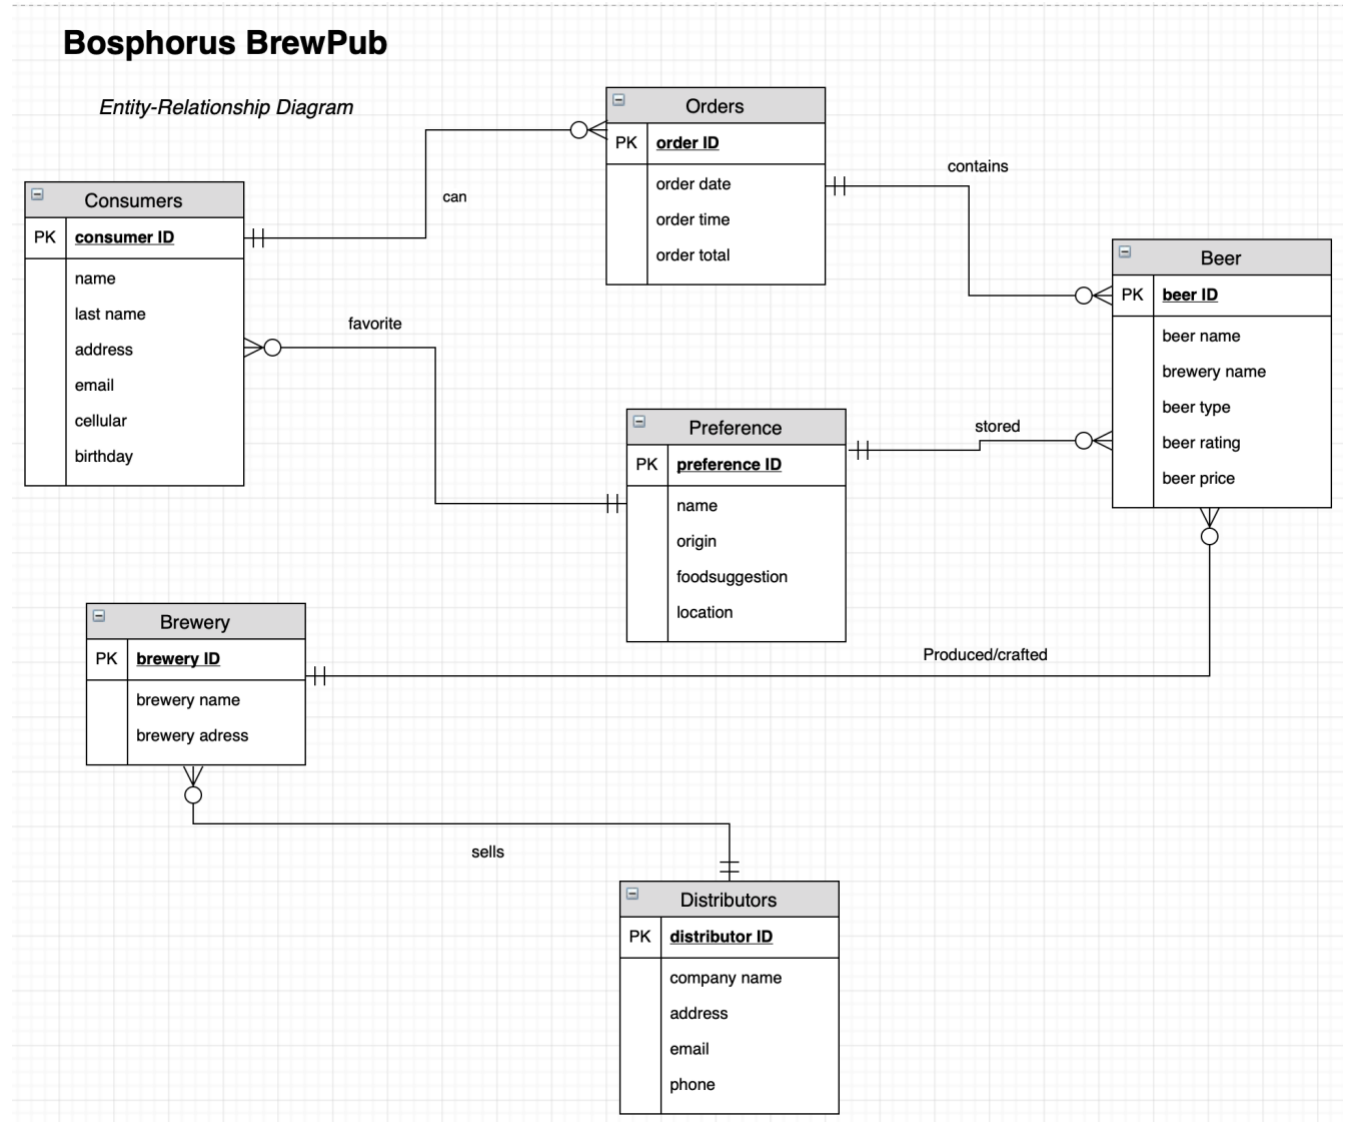 Bosphorus BrewPub
Entity-Relationship Diagram
Orders
PK order ID
order date
order time
order total
can
contains
Consumers
PK consumer ID
name
last name
address
email
cellular
birthday
favorite
Beer
PK beer ID
beer name
brewery name
beer type
beer rating
beer price
Preference
PK preference ID
name
origin
foodsuggestion
location
stored
Brewery
PK brewery ID
brewery name
brewery adress
Produced/crafted
sells
Distributors
PK distributor ID
company name
address
email
phone